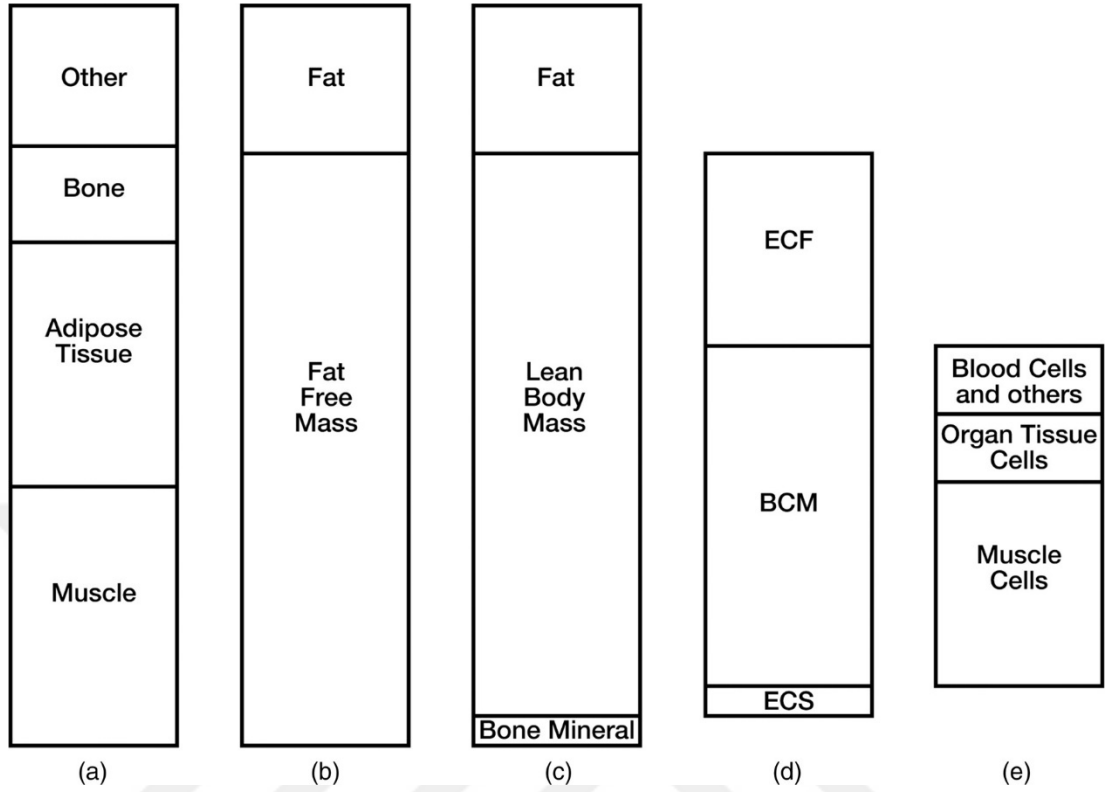 Other
Bone
Adipose
Tissue
Muscle
(a)
Fat
Fat
Free
Mass
(b)
Fat
Lean
Body
Mass
Bone Mineral
(c)
ECF
BCM
ECS
(d)
Blood Cells
and others
Organ Tissue
Cells
Muscle
Cells
(e)